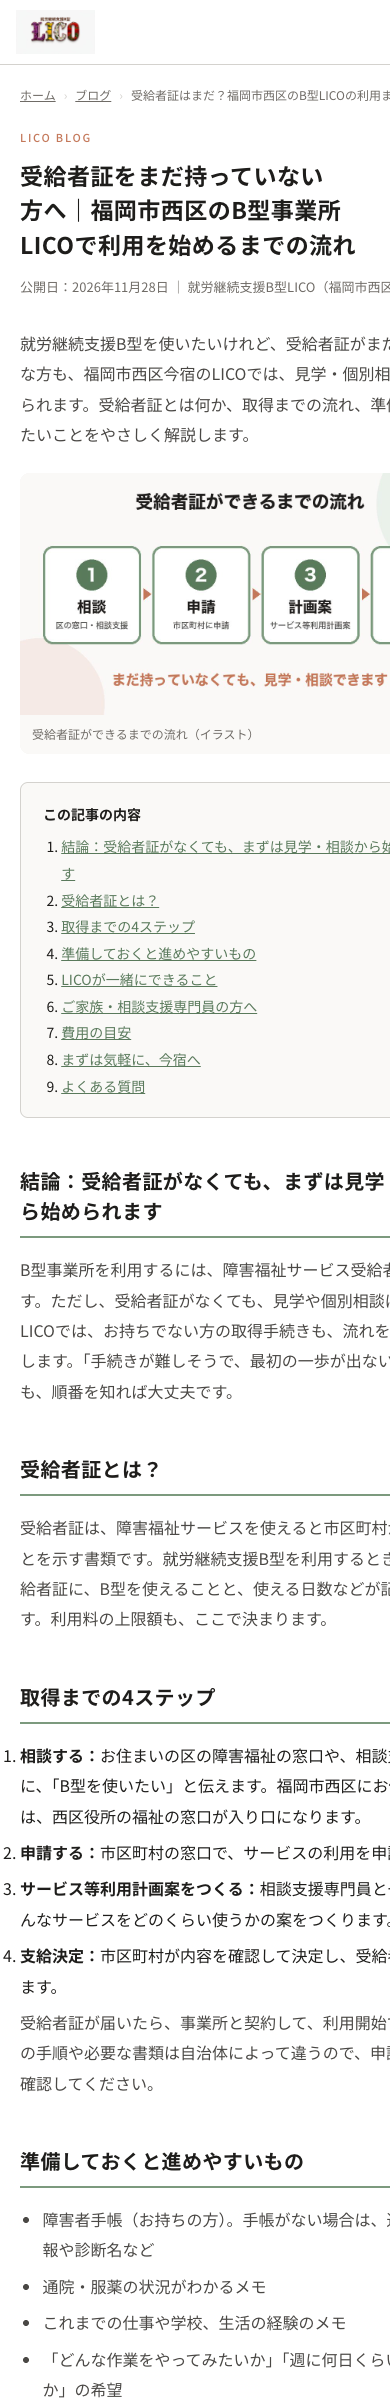 就労継続支援B型
LICO
ホーム › ブログ › 受給者証はまだ？福岡市西区のB型LICOの利用ま
LICO BLOG
受給者証をまだ持っていない
方へ｜福岡市西区のB型事業所
LICOで利用を始めるまでの流れ
公開日：2026年11月28日 ｜ 就労継続支援B型LICO（福岡市西区
就労継続支援B型を使いたいけれど、受給者証がまだ
な方も、福岡市西区今宿のLICOでは、見学・個別相
られます。受給者証とは何か、取得までの流れ、準備
たいことをやさしく解説します。
受給者証ができるまでの流れ
1 2 3
相談 申請 計画案
区の窓口・相談支援 市区町村に申請 サービス等利用計画案
まだ持っていなくても、見学・相談できます
受給者証ができるまでの流れ（イラスト）
この記事の内容
1. 結論：受給者証がなくても、まずは見学・相談から始
す
2. 受給者証とは？
3. 取得までの4ステップ
4. 準備しておくと進めやすいもの
5. LICOが一緒にできること
6. ご家族・相談支援専門員の方へ
7. 費用の目安
8. まずは気軽に、今宿へ
9. よくある質問
結論：受給者証がなくても、まずは見学
ら始められます
B型事業所を利用するには、障害福祉サービス受給者
す。ただし、受給者証がなくても、見学や個別相談は
LICOでは、お持ちでない方の取得手続きも、流れを
します。「手続きが難しそうで、最初の一歩が出ない
も、順番を知れば大丈夫です。
受給者証とは？
受給者証は、障害福祉サービスを使えると市区町村が
とを示す書類です。就労継続支援B型を利用するとき
給者証に、B型を使えることと、使える日数などが記
す。利用料の上限額も、ここで決まります。
取得までの4ステップ
1. 相談する：お住まいの区の障害福祉の窓口や、相談支
に、「B型を使いたい」と伝えます。福岡市西区にお住
は、西区役所の福祉の窓口が入り口になります。
2. 申請する：市区町村の窓口で、サービスの利用を申請
3. サービス等利用計画案をつくる：相談支援専門員と
んなサービスをどのくらい使うかの案をつくります。
4. 支給決定：市区町村が内容を確認して決定し、受給者
ます。
受給者証が届いたら、事業所と契約して、利用開始
の手順や必要な書類は自治体によって違うので、申請
確認してください。
準備しておくと進めやすいもの
• 障害者手帳（お持ちの方）。手帳がない場合は、通
報や診断名など
• 通院・服薬の状況がわかるメモ
• これまでの仕事や学校、生活の経験のメモ
• 「どんな作業をやってみたいか」「週に何日くらい
か」の希望